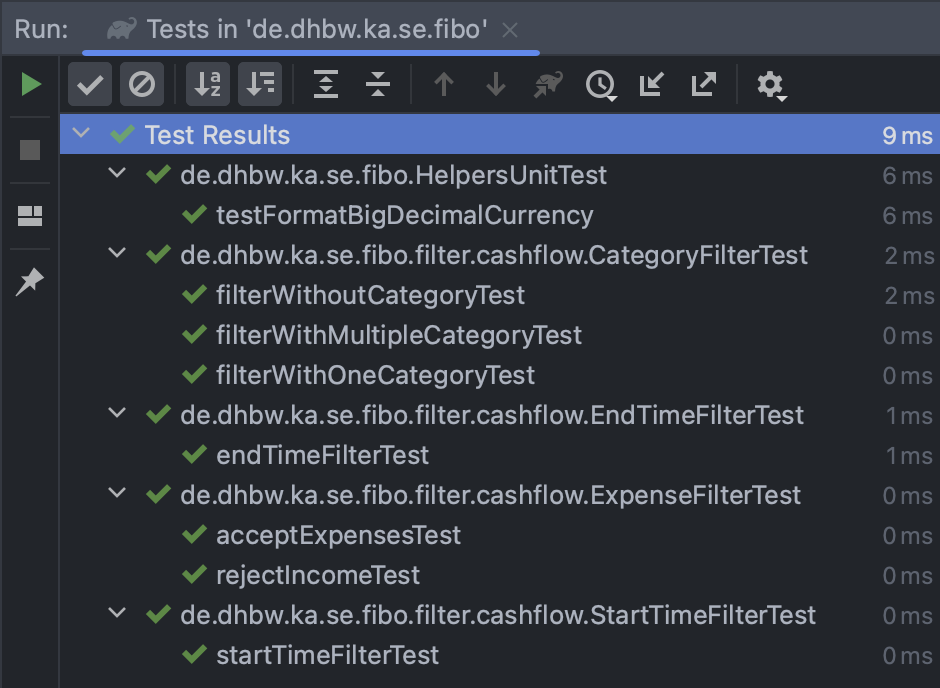 Run: Tests in 'de.dhbw.ka.se.fibo'
Test Results 9 ms
de.dhbw.ka.se.fibo.HelpersUnitTest 6 ms
testFormatBigDecimalCurrency 6 ms
de.dhbw.ka.se.fibo.filter.cashflow.CategoryFilterTest 2 ms
filterWithoutCategoryTest 2 ms
filterWithMultipleCategoryTest 0 ms
filterWithOneCategoryTest 0 ms
de.dhbw.ka.se.fibo.filter.cashflow.EndTimeFilterTest 1 ms
endTimeFilterTest 1 ms
de.dhbw.ka.se.fibo.filter.cashflow.ExpenseFilterTest 0 ms
acceptExpensesTest 0 ms
rejectIncomeTest 0 ms
de.dhbw.ka.se.fibo.filter.cashflow.StartTimeFilterTest 0 ms
startTimeFilterTest 0 ms